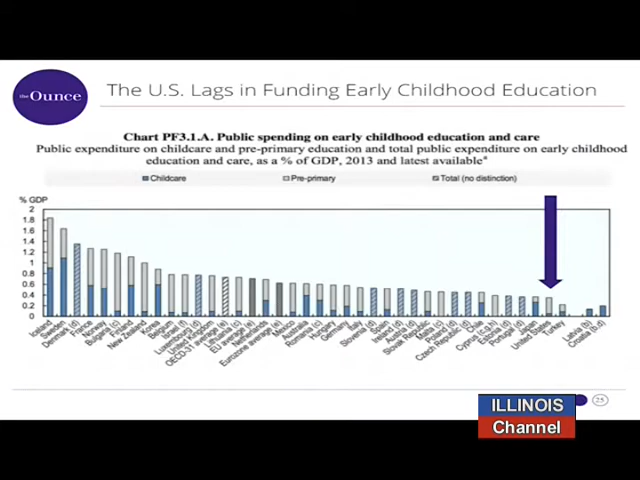 the Ounce
The U.S. Lags in Funding Early Childhood Education
Chart PF3.1.A. Public spending on early childhood education and care
Public expenditure on childcare and pre-primary education and total public expenditure on early childhood
education and care, as a % of GDP, 2013 and latest available a
Childcare Pre-primary Total (no distinction)
% GDP
2
1.8
1.6
1.4
1.2
1
0.8
0.6
0.4
0.2
0
Iceland
Sweden
Denmark (d)
France
Norway
Bulgaria (c)
Finland
New Zealand
Korea
Belgium
Israel (f)
Luxembourg (d)
United Kingdom
OECD-31 average (e)
Lithuania (c)
EU average (e)
Netherlands
Eurozone average (e)
Mexico
Australia
Romania (c)
Hungary
Germany
Italy
Slovenia (d)
Spain
Ireland (d)
Austria (d)
Slovak Republic
Malta (c)
Poland (d)
Czech Republic (d)
Chile
Cyprus (c,g,h)
Estonia (d)
Portugal (d)
Japan
United States
Turkey
Latvia (b)
Croatia (b,d)
25
ILLINOIS
Channel